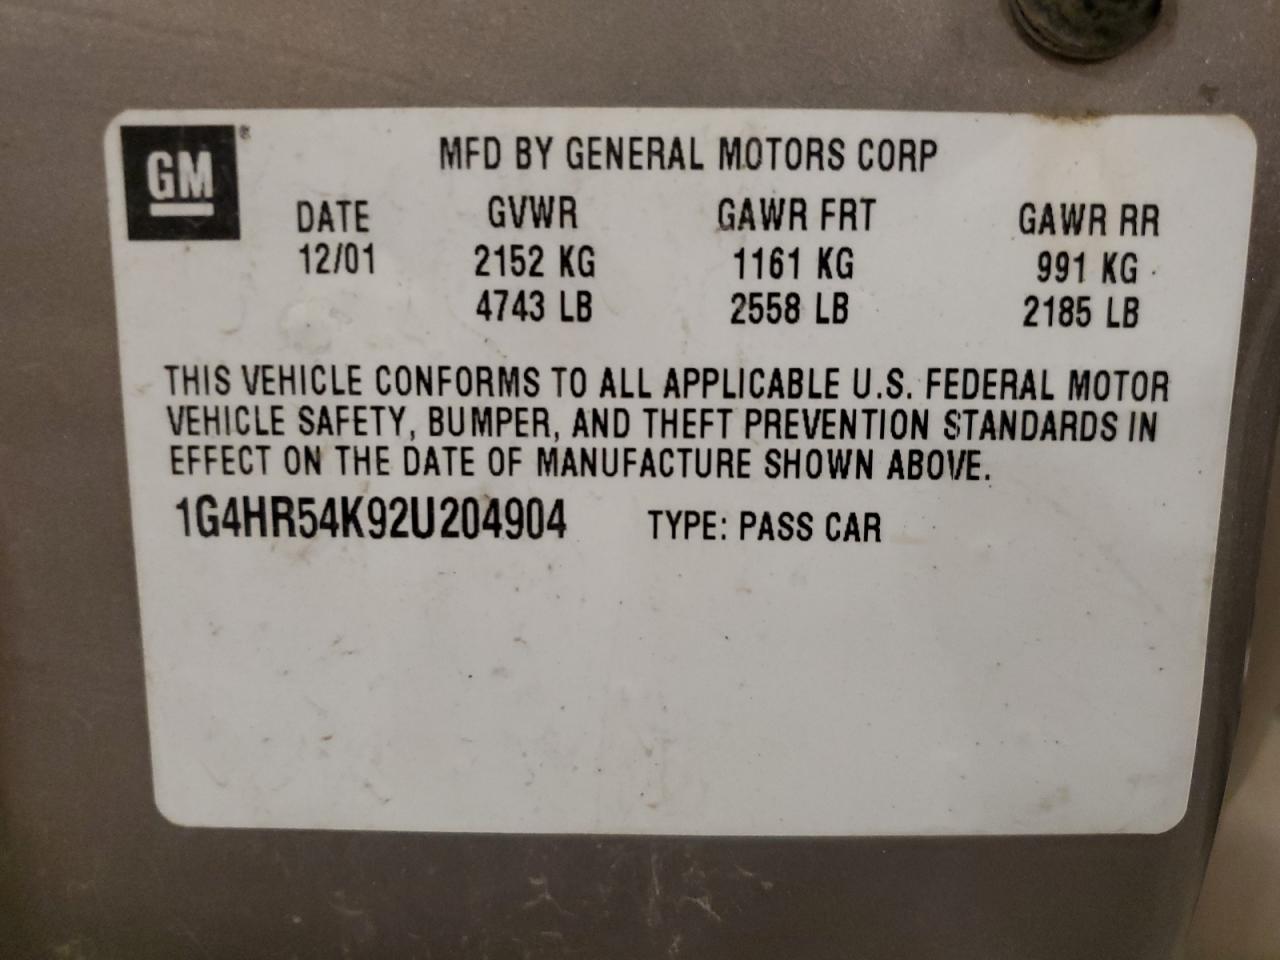 GM®
MFD BY GENERAL MOTORS CORP
DATE GVWR GAWR FRT GAWR RR
12/01 2152 KG 1161 KG 991 KG
4743 LB 2558 LB 2185 LB
THIS VEHICLE CONFORMS TO ALL APPLICABLE U.S. FEDERAL MOTOR
VEHICLE SAFETY, BUMPER, AND THEFT PREVENTION STANDARDS IN
EFFECT ON THE DATE OF MANUFACTURE SHOWN ABOVE.
1G4HR54K92U204904 TYPE: PASS CAR